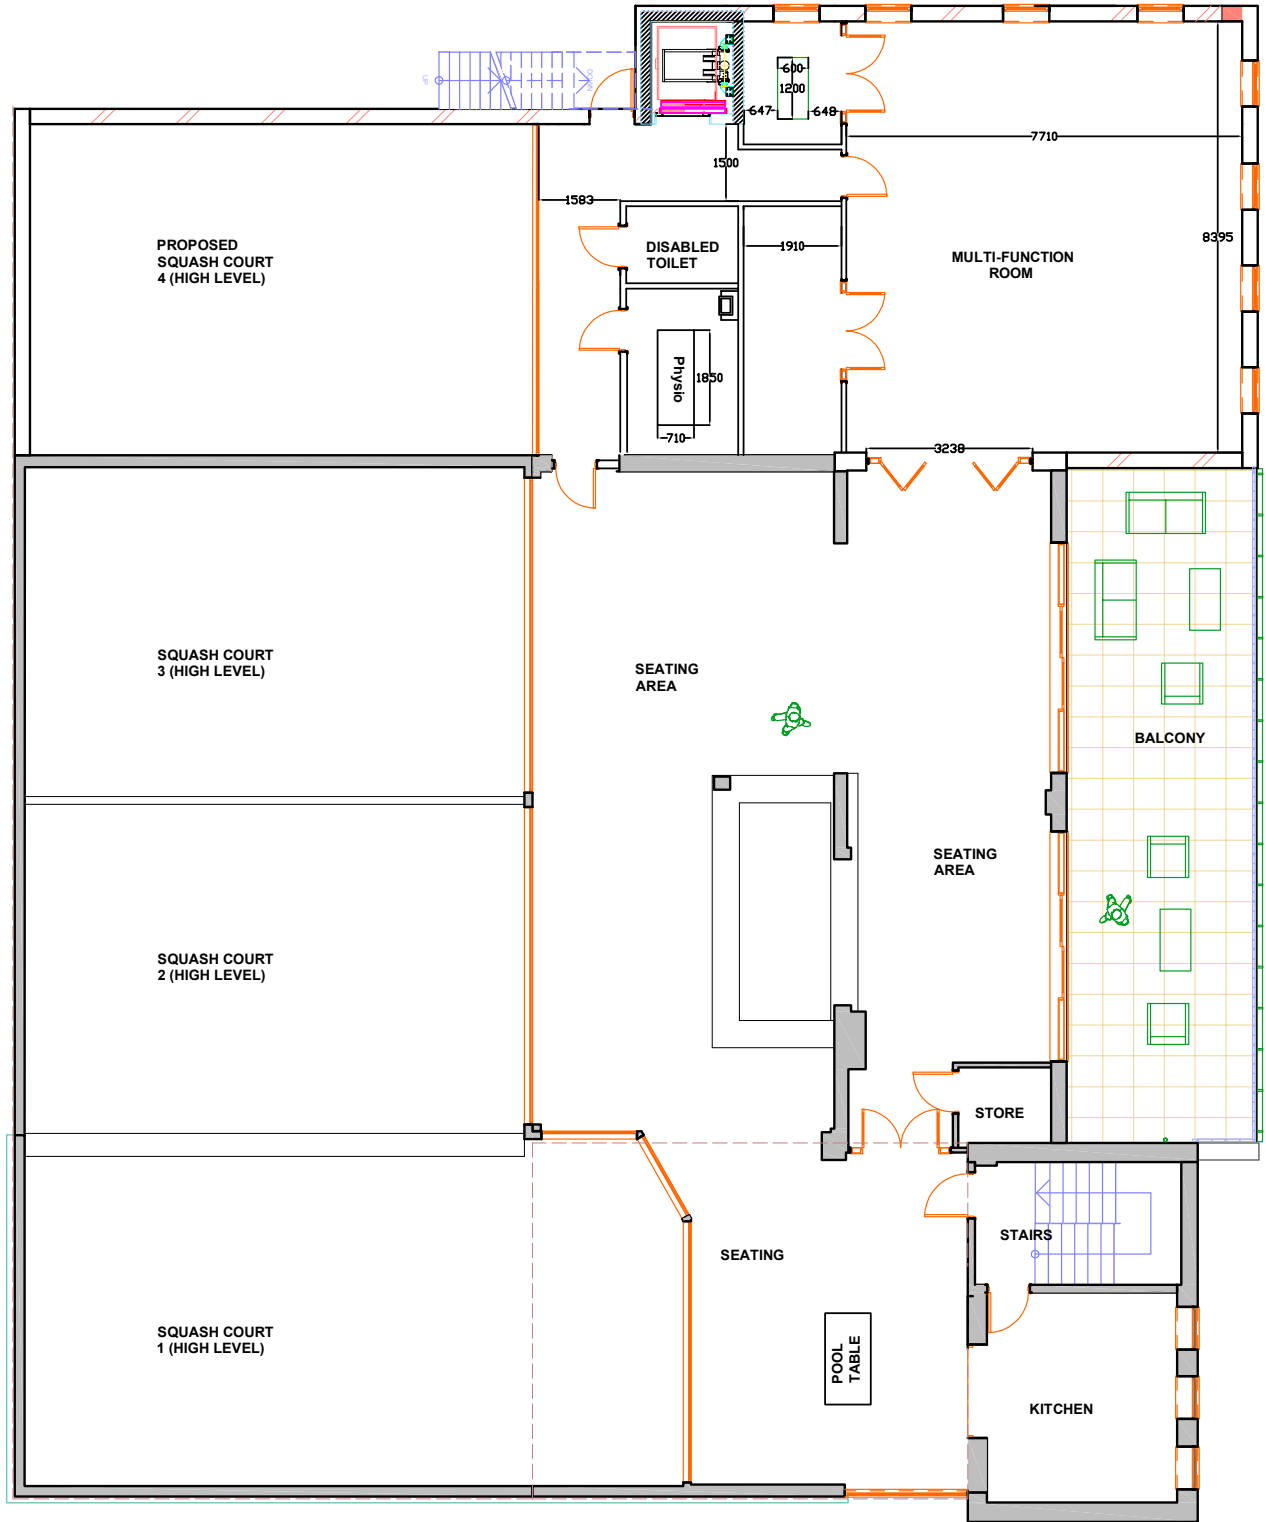 UP
DOWN
600
1200
647
648
7710
1500
1583
8395
PROPOSED
SQUASH COURT
4 (HIGH LEVEL)
DISABLED
TOILET
1910
MULTI-FUNCTION
ROOM
Physio
1850
710
3238
SQUASH COURT
3 (HIGH LEVEL)
SEATING
AREA
BALCONY
SEATING
AREA
SQUASH COURT
2 (HIGH LEVEL)
STORE
STAIRS
SEATING
SQUASH COURT
1 (HIGH LEVEL)
POOL
TABLE
KITCHEN